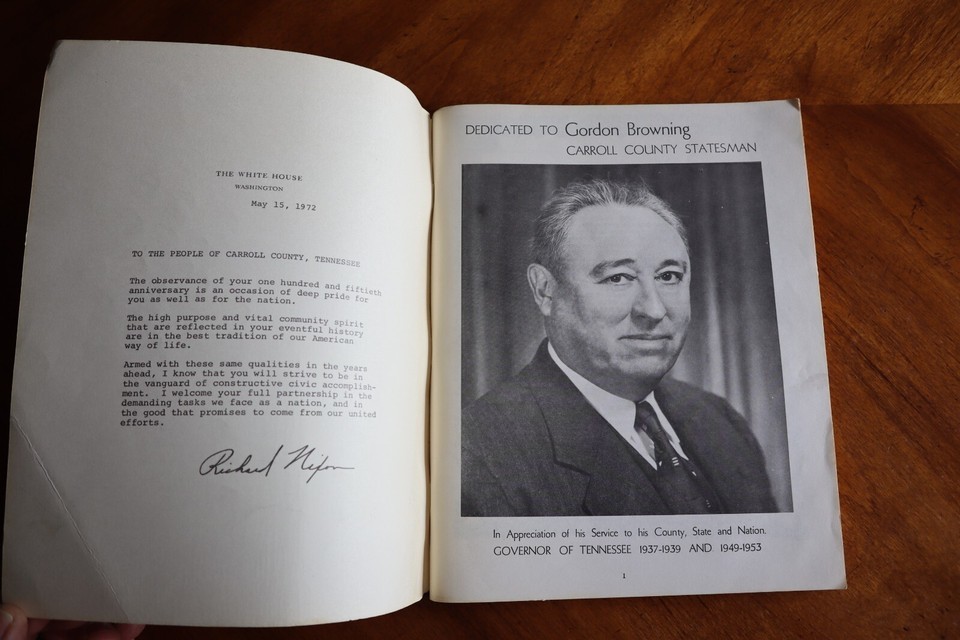 THE WHITE HOUSE
WASHINGTON
May 15, 1972
TO THE PEOPLE OF CARROLL COUNTY, TENNESSEE
The observance of your one hundred and fiftieth
anniversary is an occasion of deep pride for
you as well as for the nation.
The high purpose and vital community spirit
that are reflected in your eventful history
are in the best tradition of our American
way of life.
Armed with these same qualities in the years
ahead, I know that you will strive to be in
the vanguard of constructive civic accomplish-
ment. I welcome your full partnership in the
demanding tasks we face as a nation, and in
the good that promises to come from our united
efforts.
Richard Nixon
DEDICATED TO Gordon Browning
CARROLL COUNTY STATESMAN
In Appreciation of his Service to his County, State and Nation.
GOVERNOR OF TENNESSEE 1937-1939 AND 1949-1953
1